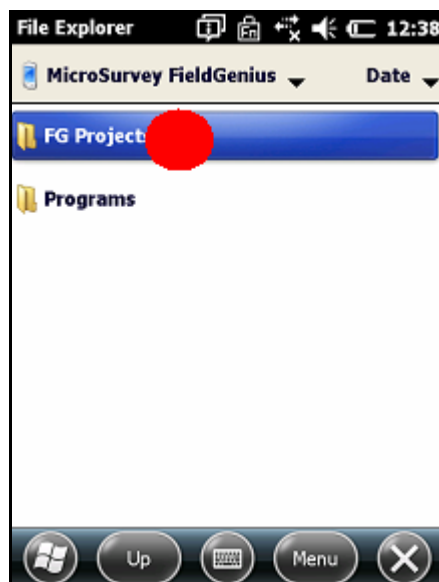 File Explorer 12:38
MicroSurvey FieldGenius Date
FG Project
Programs
Up Menu